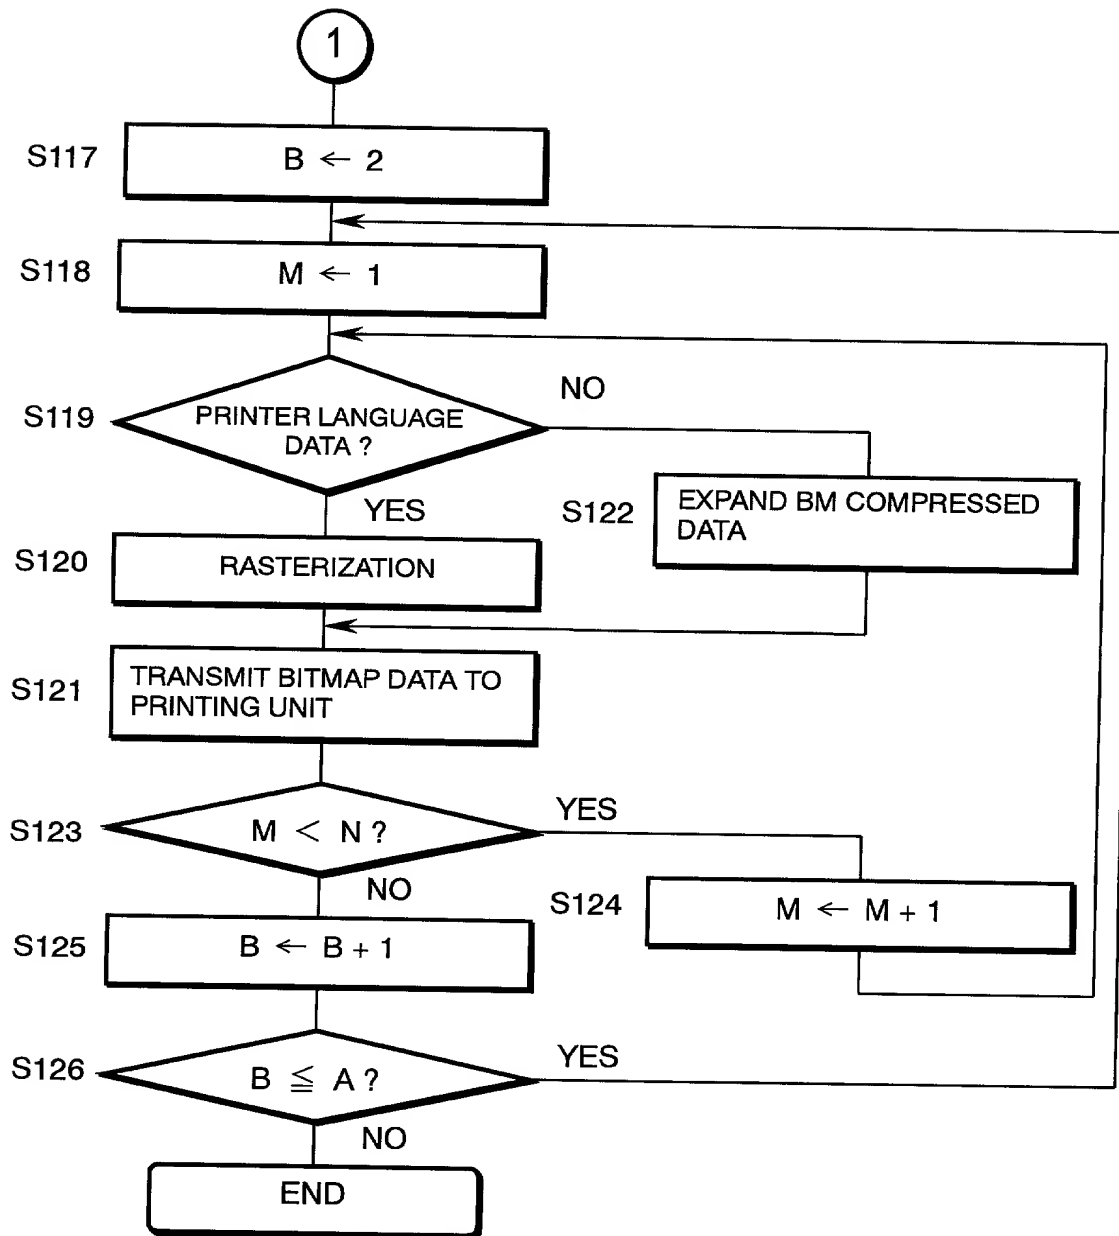 1
S117
B ← 2
S118
M ← 1
S119
PRINTER LANGUAGE
DATA ?
NO
YES
S122
EXPAND BM COMPRESSED
DATA
S120
RASTERIZATION
S121
TRANSMIT BITMAP DATA TO
PRINTING UNIT
S123
M < N ?
YES
NO
S124
M ← M + 1
S125
B ← B + 1
S126
B ≦ A ?
YES
NO
END